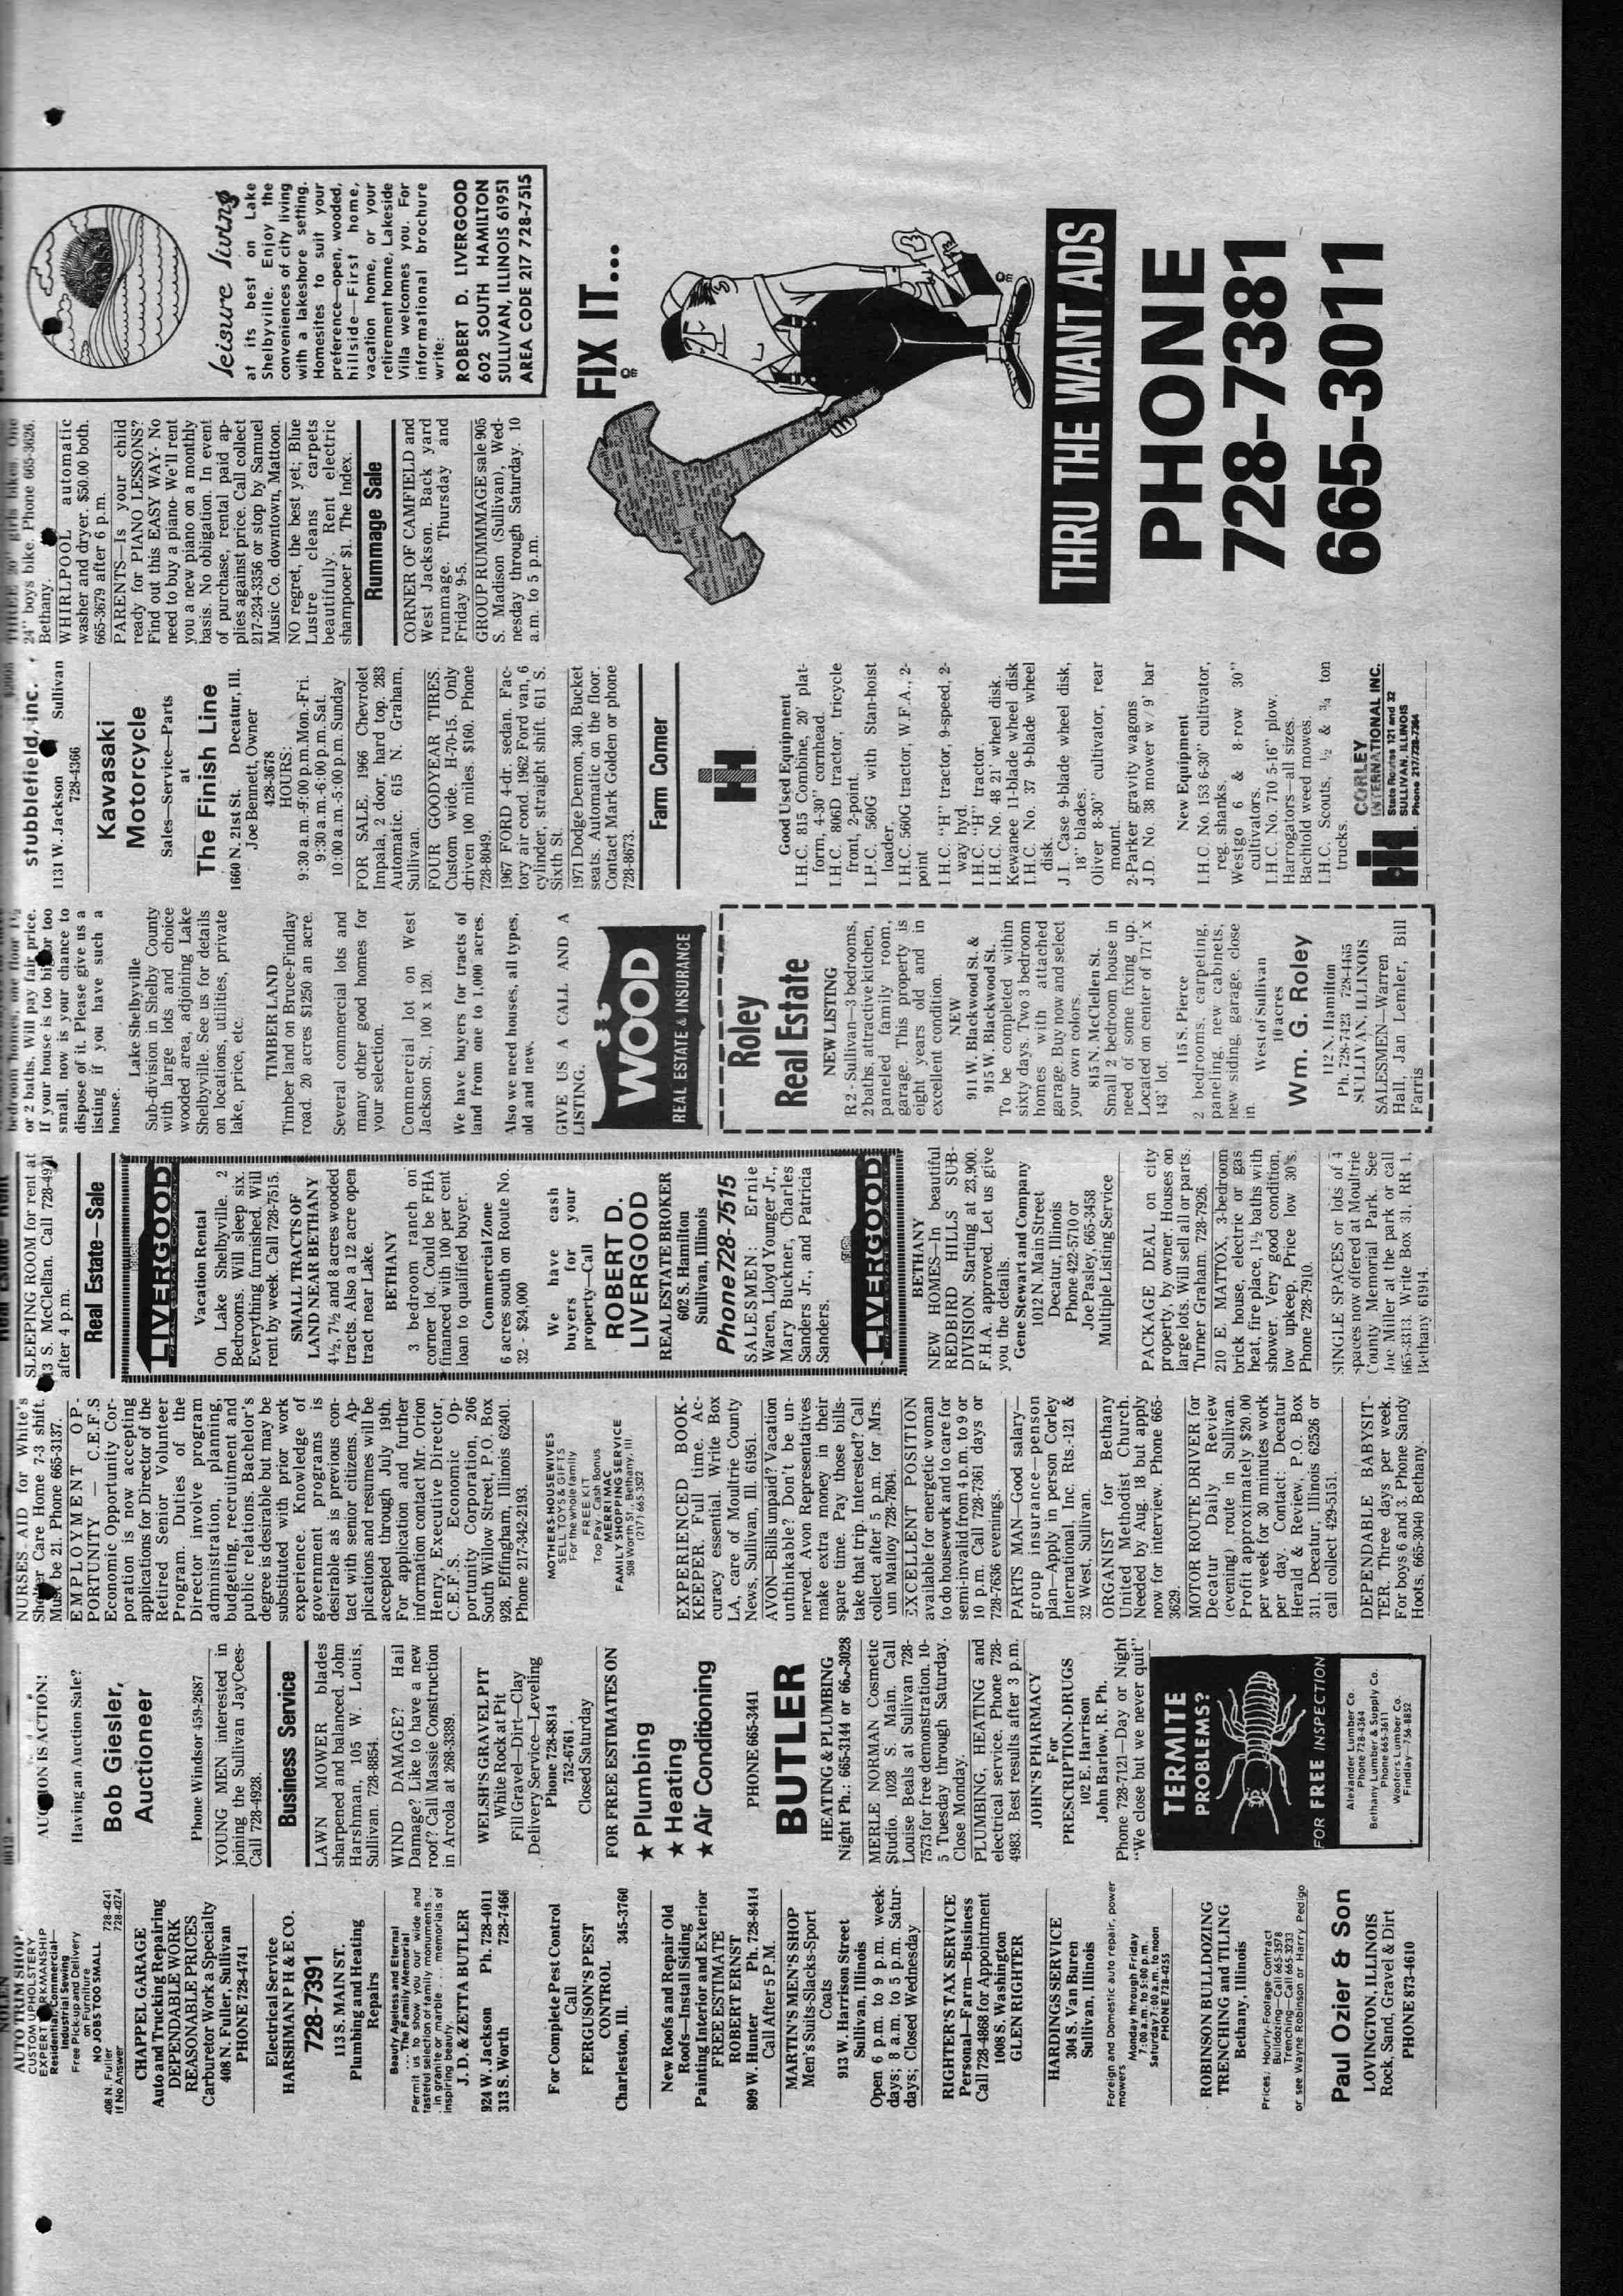 AUTO TRIM SHOP
CUSTOM UPHOLSTERY
EXPERT WORKMANSHIP
Residential, Commercial—
Industrial Sewing
Free Pick-up and Delivery
on Furniture
NO JOBS TOO SMALL
408 N. Fuller 728-4241
If No Answer 728-4274
CHAPPEL GARAGE
Auto and Trucking Repairing
DEPENDABLE WORK
REASONABLE PRICES
Carburetor Work a Specialty
408 N. Fuller, Sullivan
PHONE 728-4741
Electrical Service
HARSHMAN P H & E CO.
728-7391
113 S. MAIN ST.
Plumbing and Heating
Repairs
Beauty Ageless and Eternal
. . . The Family Memorial
Permit us to show you our wide and
tasteful selection of family monuments . .
. in granite or marble . . . memorials of
inspiring beauty.
J. D. & ZETTA BUTLER
924 W. Jackson Ph. 728-4011
313 S. Worth 728-7466
For Complete Pest Control
Call
FERGUSON'S PEST
CONTROL
Charleston, Ill. 345-3760
New Roofs and Repair Old
Roofs—Install Siding
Painting Interior and Exterior
FREE ESTIMATE
ROBERT ERNST
809 W. Hunter Ph. 728-8414
Call After 5 P.M.
MARTIN'S MEN'S SHOP
Men's Suits-Slacks-Sport
Coats
913 W. Harrison Street
Sullivan, Illinois
Open 6 p.m. to 9 p.m. week-
days; 8 a.m. to 5 p.m. Satur-
days; Closed Wednesday
RIGHTER'S TAX SERVICE
Personal—Farm—Business
Call 728-4868 for Appointment
1008 S. Washington
GLEN RIGHTER
HARDINGS SERVICE
304 S. Van Buren
Sullivan, Illinois
Foreign and Domestic auto repair, power
mowers
Monday through Friday
7:00 a.m. to 5:00 p.m.
Saturday 7:00 a.m. to noon
PHONE 728-4255
ROBINSON BULLDOZING
TRENCHING and TILING
Bethany, Illinois
Prices: Hourly-Footage Contract
Bulldozing—Call 665-3578
Trenching—Call 665-3233
or see Wayne Robinson or Harry Pedigo
Paul Ozier & Son
LOVINGTON, ILLINOIS
Rock, Sand, Gravel & Dirt
PHONE 873-4610
AUCTION IS ACTION!
Having an Auction Sale?
Bob Giesler,
Auctioneer
Phone Windsor 459-2687
YOUNG MEN interested in
joining the Sullivan JayCees-
Call 728-4928.
Business Service
LAWN MOWER blades
sharpened and balanced. John
Harshman, 105 W. Louis,
Sullivan. 728-8854.
WIND DAMAGE? Hail
Damage? Like to have a new
roof? Call Massie Construction
in Arcola at 268-3389.
WELSH'S GRAVEL PIT
White Rock at Pit
Fill Gravel—Dirt—Clay
Delivery Service—Leveling
Phone 728-8814
752-6761
Closed Saturday
FOR FREE ESTIMATES ON
★ Plumbing
★ Heating
★ Air Conditioning
PHONE 665-3441
BUTLER
HEATING & PLUMBING
Night Ph.: 665-3144 or 665-3028
MERLE NORMAN Cosmetic
Studio. 1028 S. Main. Call
Louise Beals at Sullivan 728-
7573 for free demonstration. 10-
5 Tuesday through Saturday.
Close Monday.
PLUMBING, HEATING and
electrical service. Phone 728-
4983. Best results after 3 p.m.
JOHN'S PHARMACY
For
PRESCRIPTION-DRUGS
102 E. Harrison
John Barlow, R. Ph.
Phone 728-7121—Day or Night
"We close but we never quit"
TERMITE
PROBLEMS?
FOR FREE INSPECTION
Alexander Lumber Co
Phone 728-4364
Bethany Lumber & Supply Co.
Phone 665-3611
Wooters Lumber Co.
Findlay—756-8852
NURSES AID for White's
Shelter Care Home 7-3 shift.
Must be 21. Phone 665-3137.
EMPLOYMENT OP-
PORTUNITY — C.E.F.S
Economic Opportunity Cor-
poration is now accepting
applications for Director of the
Retired Senior Volunteer
Program. Duties of the
Director involve program
administration, planning,
budgeting, recruitment and
public relations. Bachelor's
degree is desirable but may be
substituted with prior work
experience. Knowledge of
government programs is
desirable as is previous con-
tact with senior citizens. Ap-
plications and resumes will be
accepted through July 19th.
For application and further
information contact Mr. Orion
Henry, Executive Director,
C.E.F.S. Economic Op-
portunity Corporation, 206
South Willow Street, P.O. Box
928, Effingham, Illinois 62401.
Phone 217-342-2193.
MOTHERS-HOUSEWIVES
SELL TOYS & GIFTS
For the whole family
FREE KIT
Top Pay, Cash Bonus
MERRI MAC
FAMILY SHOPPING SERVICE
508 Worth St., Bethany, Ill.
(217) 665-3522
EXPERIENCED BOOK-
KEEPER. Full time. Ac-
curacy essential. Write Box
LA, care of Moultrie County
News, Sullivan, Ill. 61951.
AVON—Bills unpaid? Vacation
unthinkable? Don't be un-
nerved. Avon Representatives
make extra money in their
spare time. Pay those bills-
take that trip. Interested? Call
collect after 5 p.m. for Mrs.
Ann Malloy 728-7804.
EXCELLENT POSITION
available for energetic woman
to do housework and to care for
semi-invalid from 4 p.m. to 9 or
10 p.m. Call 728-7361 days or
728-7636 evenings.
PARTS MAN—Good salary—
group insurance—pension
plan—Apply in person Corley
International, Inc. Rts.-121 &
32 West, Sullivan.
ORGANIST for Bethany
United Methodist Church.
Needed by Aug. 18 but apply
now for interview. Phone 665-
3629.
MOTOR ROUTE DRIVER for
Decatur Daily Review
(evening) route in Sullivan.
Profit approximately $20.00
per week for 30 minutes work
per day. Contact: Decatur
Herald & Review, P.O. Box
311, Decatur, Illinois 62526 or
call collect 429-5151.
DEPENDABLE BABYSIT-
TER. Three days per week.
For boys 6 and 3. Phone Sandy
Hoots, 665-3040 Bethany.
SLEEPING ROOM for rent at
S. McClellan. Call 728-4971
after 4 p.m.
Real Estate—Sale
LIVERGOOD
Vacation Rental
On Lake Shelbyville. 2
Bedrooms. Will sleep six.
Everything furnished. Will
rent by week. Call 728-7515.
SMALL TRACTS OF
LAND NEAR BETHANY
4½, 7½ and 8 acres wooded
tracts. Also a 12 acre open
tract near Lake.
BETHANY
3 bedroom ranch on
corner lot. Could be FHA
financed with 100 per cent
loan to qualified buyer.
Commercial Zone
6 acres south on Route No.
32 - $24,000
We have cash
buyers for your
property—Call
ROBERT D.
LIVERGOOD
REAL ESTATE BROKER
602 S. Hamilton
Sullivan, Illinois
Phone 728-7515
SALESMEN: Ernie
Waren, Lloyd Younger Jr.,
Mary Buckner, Charles
Sanders Jr., and Patricia
Sanders.
LIVERGOOD
BETHANY
NEW HOMES—In beautiful
REDBIRD HILLS SUB-
DIVISION. Starting at 23,900.
F.H.A. approved. Let us give
you the details.
Gene Stewart and Company
1012 N. Main Street
Decatur, Illinois
Phone 422-5710 or
Joe Pasley, 665-3458
Multiple Listing Service
PACKAGE DEAL on city
property, by owner. Houses on
large lots. Will sell all or parts.
Turner Graham. 728-7926.
210 E. MATTOX, 3-bedroom
brick house, electric or gas
heat, fire place, 1½ baths with
shower. Very good condition,
low upkeep. Price low 30's.
Phone 728-7910.
SINGLE SPACES or lots of 4
spaces now offered at Moultrie
County Memorial Park. See
Joe Miller at the park or call
665-3313. Write Box 31, RR 1,
Bethany 61914.
or 2 baths. Will pay fair price.
If your house is too big or too
small, now is your chance to
dispose of it. Please give us a
listing if you have such a
house.
Lake Shelbyville
Sub-division in Shelby County
with large lots and choice
wooded area, adjoining Lake
Shelbyville. See us for details
on locations, utilities, private
lake, price, etc.
TIMBER LAND
Timber land on Bruce-Findlay
road. 20 acres $1250 an acre.
Several commercial lots and
many other good homes for
your selection.
Commercial lot on West
Jackson St., 100 x 120.
We have buyers for tracts of
land from one to 1,000 acres.
Also we need houses, all types,
old and new.
GIVE US A CALL AND A
LISTING.
WOOD
REAL ESTATE & INSURANCE
Roley
Real Estate
NEW LISTING
R 2 - Sullivan—3 bedrooms,
2 baths, attractive kitchen,
paneled family room,
garage. This property is
eight years old and in
excellent condition.
NEW
911 W. Blackwood St. &
915 W. Blackwood St.
To be completed within
sixty days. Two 3 bedroom
homes with attached
garage. Buy now and select
your own colors.
815 N. McClellen St.
Small 2 bedroom house in
need of some fixing up.
Located on center of 171' x
143' lot.
115 S. Pierce
2 bedrooms, carpeting,
paneling, new cabinets,
new siding, garage, close
in.
West of Sullivan
10 acres
Wm. G. Roley
112 N. Hamilton
Ph. 728-7423 728-4465
SULLIVAN, ILLINOIS
SALESMEN—Warren
Hall, Jan Lemler, Bill
Farris
stubblefield, inc.
1131 W. Jackson Sullivan
728-4366
Kawasaki
Motorcycle
Sales—Service—Parts
at
The Finish Line
1660 N. 21st St. Decatur, Ill.
Joe Bennett, Owner
428-3678
HOURS:
9:30 a.m.-9:00 p.m. Mon.-Fri.
9:30 a.m.-6:00 p.m. Sat.
10:00 a.m.-5:00 p.m. Sunday
FOR SALE. 1966 Chevrolet
Impala, 2 door, hard top. 283
Automatic. 615 N. Graham,
Sullivan.
FOUR GOODYEAR TIRES.
Custom wide. H-70-15. Only
driven 100 miles. $160. Phone
728-8049.
1967 FORD 4-dr. sedan. Fac-
tory air cond. 1962 Ford van, 6
cylinder, straight shift. 611 S.
Sixth St.
1971 Dodge Demon, 340. Bucket
seats. Automatic on the floor.
Contact Mark Golden or phone
728-8673.
Farm Corner
Good Used Equipment
I.H.C. 815 Combine, 20' plat-
form, 4-30" cornhead.
I.H.C. 806D tractor, tricycle
front, 2-point.
I.H.C. 560G with Stan-hoist
loader.
I.H.C. 560G tractor, W.F.A., 2-
point
I.H.C. "H" tractor, 9-speed, 2-
way hyd.
I.H.C. "H" tractor.
I.H.C. No. 48 21' wheel disk.
Kewanee 11-blade wheel disk
I.H.C. No. 37 9-blade wheel
disk.
J.I. Case 9-blade wheel disk,
18" blades.
Oliver 8-30" cultivator, rear
mount.
2-Parker gravity wagons
J.D. No. 38 mower w/ 9' bar
New Equipment
I.H.C. No. 153 6-30" cultivator,
reg. shanks.
Westgo 6 & 8-row 30"
cultivators.
I.H.C. No. 710 5-16" plow.
Harrogators—all sizes.
Bachtold weed mowes.
I.H.C. Scouts, ½ & ¾ ton
trucks.
CORLEY
INTERNATIONAL INC.
State Routes 121 and 32
SULLIVAN, ILLINOIS
Phone 217/728-7364
THREE 20" girls bikes. One
24" boys bike. Phone 665-3626.
Bethany.
WHIRLPOOL automatic
washer and dryer. $50.00 both.
665-3679 after 6 p.m.
PARENTS—Is your child
ready for PIANO LESSONS?
Find out this EASY WAY- No
need to buy a piano- We'll rent
you a new piano on a monthly
basis. No obligation. In event
of purchase, rental paid ap-
plies against price. Call collect
217-234-3356 or stop by Samuel
Music Co. downtown, Mattoon.
NO regret, the best yet; Blue
Lustre cleans carpets
beautifully. Rent electric
shampooer $1. The Index.
Rummage Sale
CORNER OF CAMFIELD and
West Jackson. Back yard
rummage. Thursday and
Friday 9-5.
GROUP RUMMAGE sale 905
S. Madison (Sullivan), Wed-
nesday through Saturday. 10
a.m. to 5 p.m.
leisure living
at its best on Lake
Shelbyville. Enjoy the
conveniences of city living
with a lakeshore setting.
Homesites to suit your
preference—open, wooded,
hillside—First home,
vacation home, or your
retirement home, Lakeside
Villa welcomes you. For
informational brochure
write:
ROBERT D. LIVERGOOD
602 SOUTH HAMILTON
SULLIVAN, ILLINOIS 61951
AREA CODE 217 728-7515
FIX IT...
THRU THE WANT ADS
PHONE
728-7381
665-3011